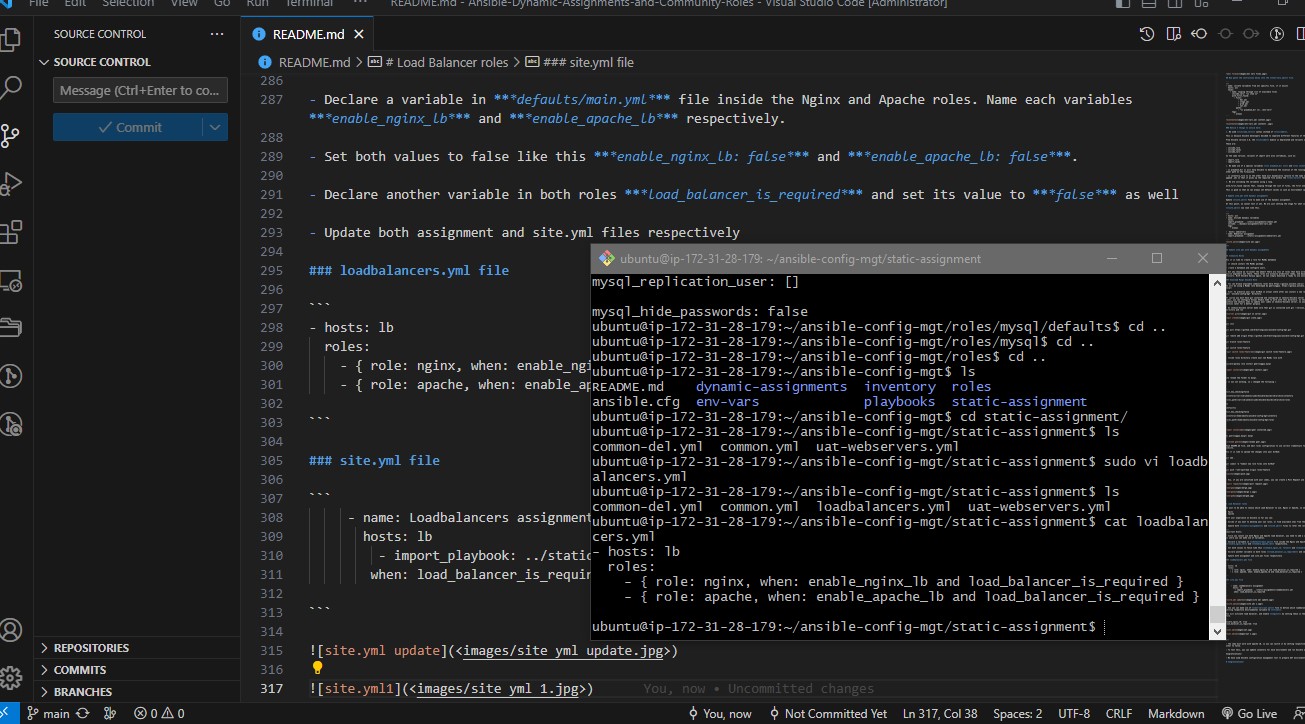 File Edit Selection View Go Run Terminal ··· README.md - Ansible-Dynamic-Assignments-and-Community-Roles - Visual Studio Code [Administrator]
SOURCE CONTROL ···
README.md
SOURCE CONTROL
README.md > # Load Balancer roles > ### site.yml file
Message (Ctrl+Enter to co...
Commit
286
287 - Declare a variable in ***defaults/main.yml*** file inside the Nginx and Apache roles. Name each variables
***enable_nginx_lb*** and ***enable_apache_lb*** respectively.
288
289 - Set both values to false like this ***enable_nginx_lb: false*** and ***enable_apache_lb: false***.
290
291 - Declare another variable in both roles ***load_balancer_is_required*** and set its value to ***false*** as well
292
293 - Update both assignment and site.yml files respectively
294
295 ### loadbalancers.yml file
296
297 ```
298 - hosts: lb
299 roles:
300 - { role: nginx, when: enable_ngi
301 - { role: apache, when: enable_ap
302
303 ```
304
305 ### site.yml file
306
307 ```
308 - name: Loadbalancers assignment
309 hosts: lb
310 - import_playbook: ../static
311 when: load_balancer_is_requir
312
313 ```
314
315 ![site.yml update](<images/site yml update.jpg>)
316
317 ![site.yml1](<images/site yml 1.jpg>) You, now • Uncommitted changes
ubuntu@ip-172-31-28-179: ~/ansible-config-mgt/static-assignment
mysql_replication_user: []
mysql_hide_passwords: false
ubuntu@ip-172-31-28-179:~/ansible-config-mgt/roles/mysql/defaults$ cd ..
ubuntu@ip-172-31-28-179:~/ansible-config-mgt/roles/mysql$ cd ..
ubuntu@ip-172-31-28-179:~/ansible-config-mgt/roles$ cd ..
ubuntu@ip-172-31-28-179:~/ansible-config-mgt$ ls
README.md dynamic-assignments inventory roles
ansible.cfg env-vars playbooks static-assignment
ubuntu@ip-172-31-28-179:~/ansible-config-mgt$ cd static-assignment/
ubuntu@ip-172-31-28-179:~/ansible-config-mgt/static-assignment$ ls
common-del.yml common.yml uat-webservers.yml
ubuntu@ip-172-31-28-179:~/ansible-config-mgt/static-assignment$ sudo vi loadb
alancers.yml
ubuntu@ip-172-31-28-179:~/ansible-config-mgt/static-assignment$ ls
common-del.yml common.yml loadbalancers.yml uat-webservers.yml
ubuntu@ip-172-31-28-179:~/ansible-config-mgt/static-assignment$ cat loadbalan
cers.yml
- hosts: lb
roles:
- { role: nginx, when: enable_nginx_lb and load_balancer_is_required }
- { role: apache, when: enable_apache_lb and load_balancer_is_required }
ubuntu@ip-172-31-28-179:~/ansible-config-mgt/static-assignment$
REPOSITORIES
COMMITS
BRANCHES
main 0 0 You, now Not Committed Yet Ln 317, Col 38 Spaces: 2 UTF-8 CRLF Markdown Go Live